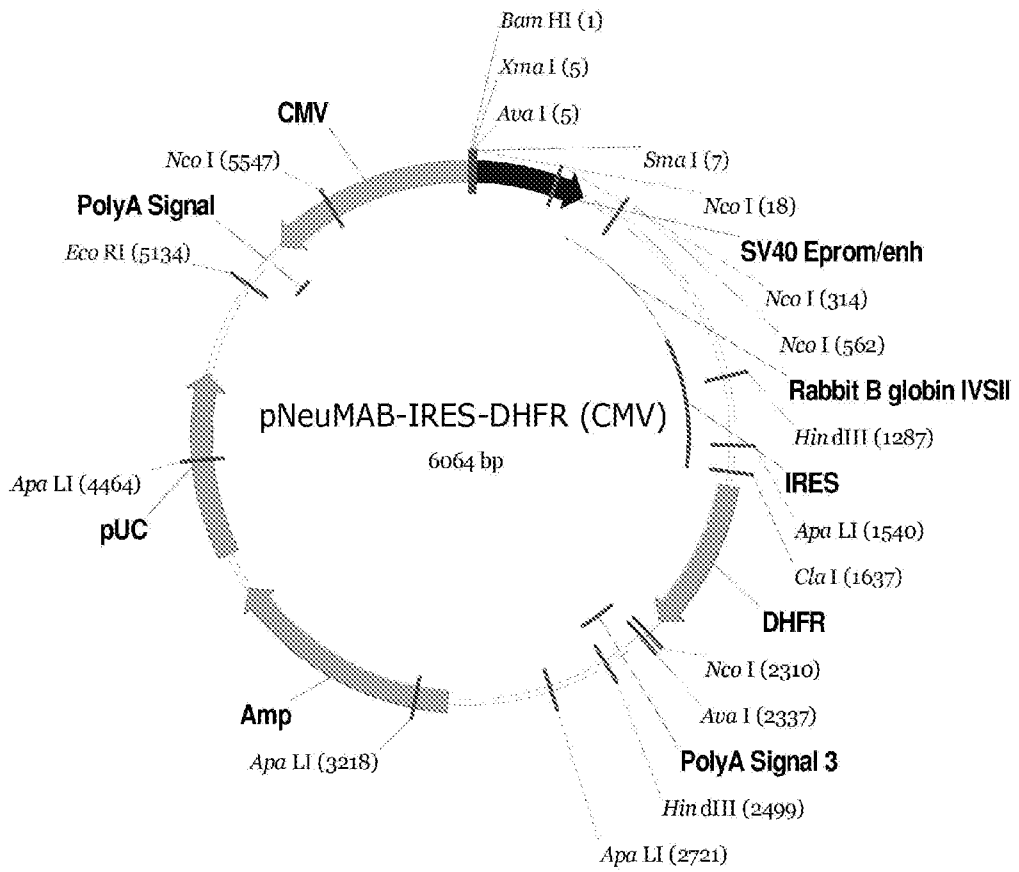 Bam HI (1)
Xma I (5)
CMV
Ava I (5)
Nco I (5547)
Sma I (7)
PolyA Signal
Nco I (18)
Eco RI (5134)
SV40 Eprom/enh
Nco I (314)
Nco I (562)
Rabbit B globin IVSII
pNeuMAB-IRES-DHFR (CMV)
Hin dIII (1287)
6064 bp
Apa LI (4464)
IRES
pUC
Apa LI (1540)
Cla I (1637)
DHFR
Nco I (2310)
Amp
Ava I (2337)
Apa LI (3218)
PolyA Signal 3
Hin dIII (2499)
Apa LI (2721)